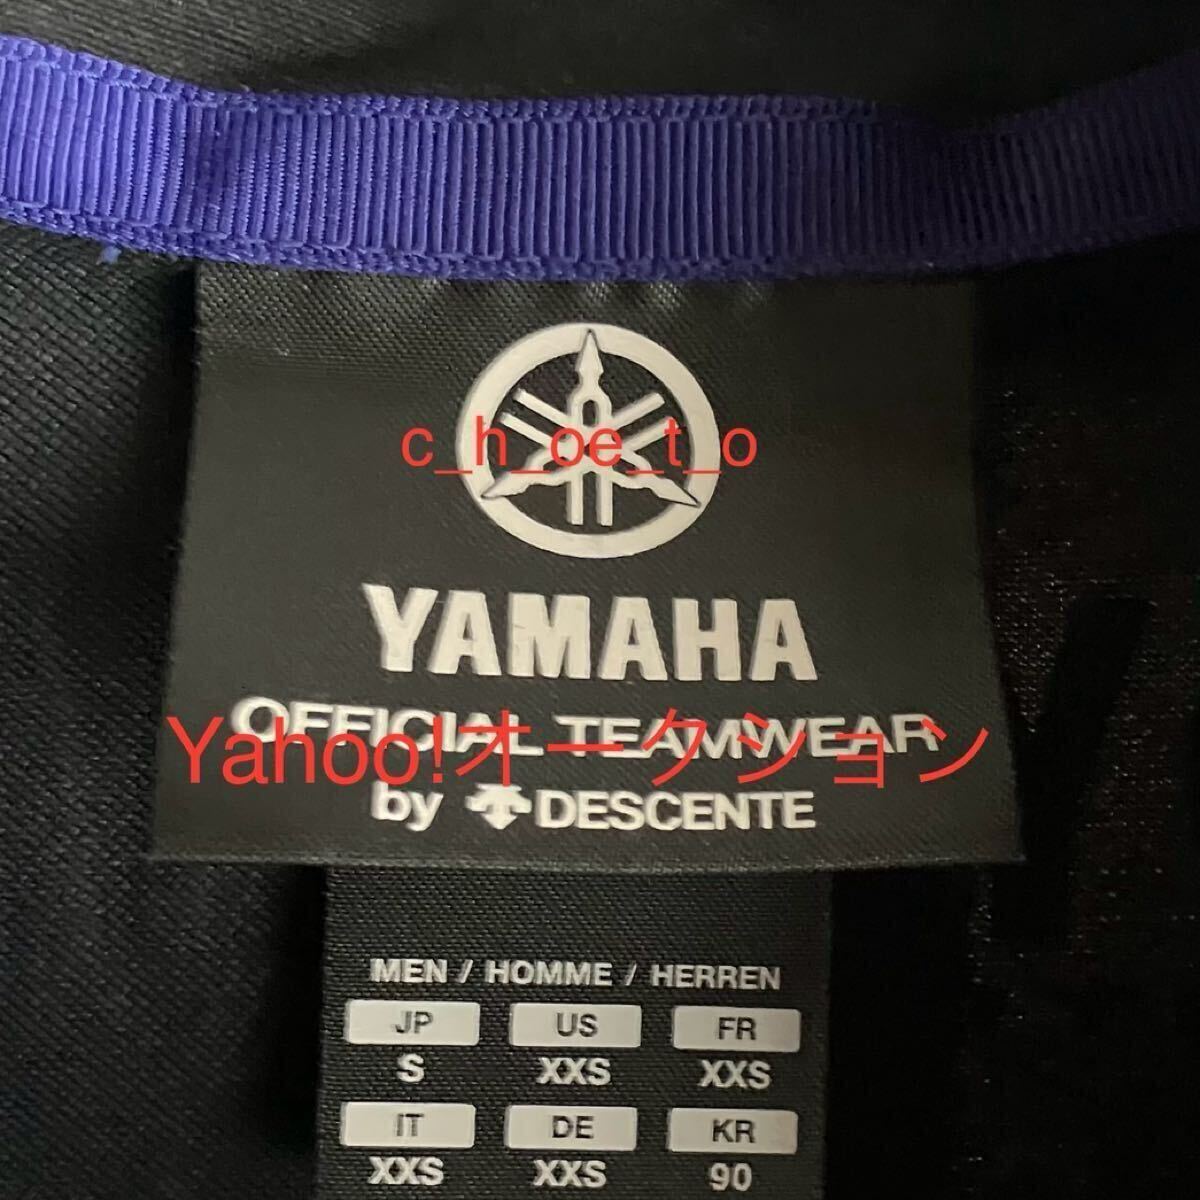 c_h_oe_t_o
YAMAHA
OFFICIAL TEAMWEAR
Yahoo!オークション
by DESCENTE
MEN / HOMME / HERREN
JP US FR
S XXS XXS
IT DE KR
XXS XXS 90